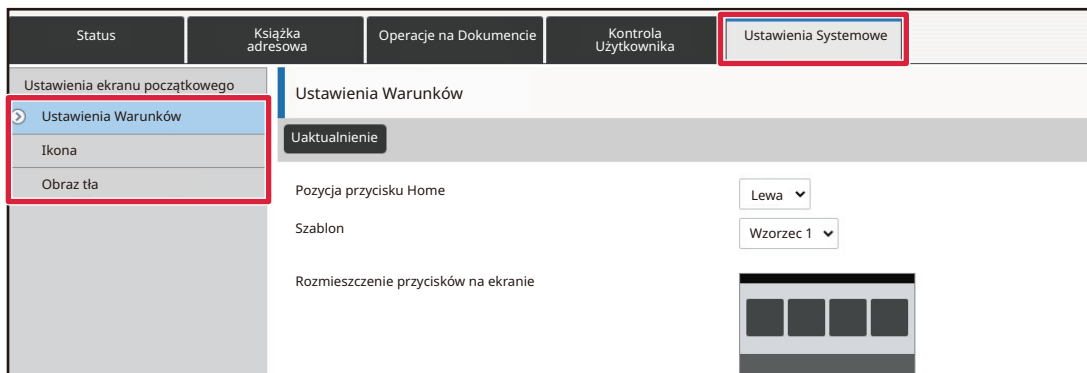 Status
Książka
adresowa
Operacje na Dokumencie
Kontrola
Użytkownika
Ustawienia Systemowe
Ustawienia ekranu początkowego
Ustawienia Warunków
Ikona
Obraz tła
Ustawienia Warunków
Uaktualnienie
Pozycja przycisku Home
Lewa
Szablon
Wzorzec 1
Rozmieszczenie przycisków na ekranie